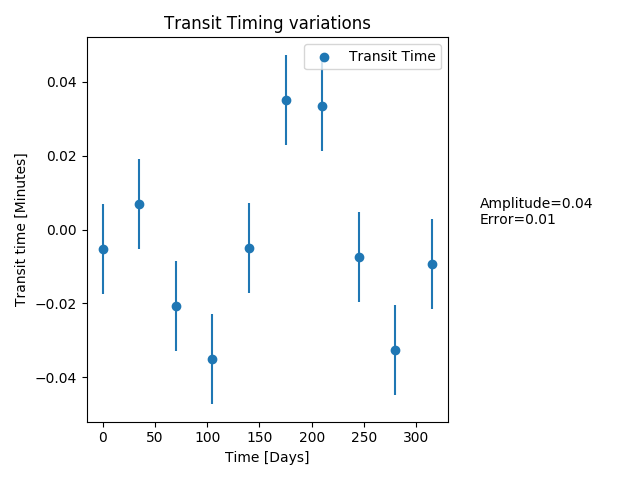 Transit Timing variations
Transit Time
0.04
0.02
0.00
−0.02
−0.04
Transit time [Minutes]
0 50 100 150 200 250 300
Time [Days]
Amplitude=0.04
Error=0.01